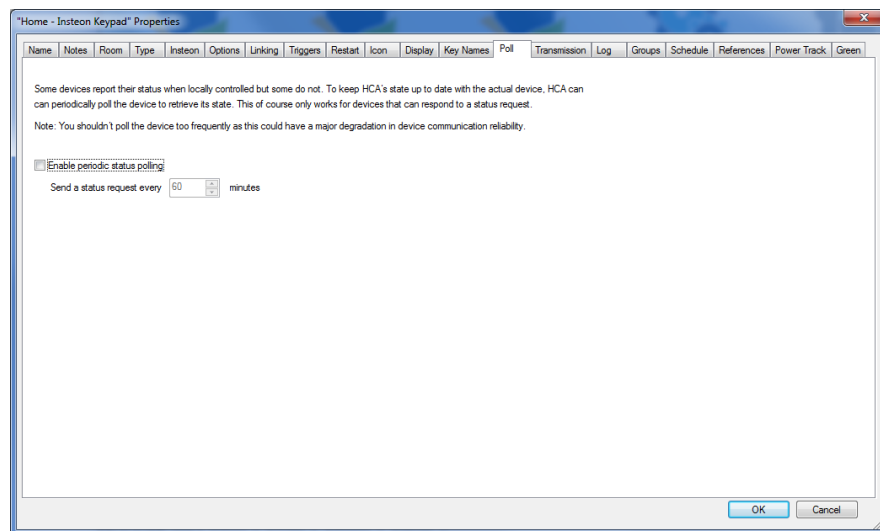 "Home - Insteon Keypad" Properties
Name Notes Room Type Insteon Options Linking Triggers Restart Icon Display Key Names Poll Transmission Log Groups Schedule References Power Track Green
Some devices report their status when locally controlled but some do not. To keep HCA's state up to date with the actual device, HCA can
can periodically poll the device to retrieve its state. This of course only works for devices that can respond to a status request.
Note: You shouldn't poll the device too frequently as this could have a major degradation in device communication reliability.
Enable periodic status polling
Send a status request every 60 minutes
OK Cancel